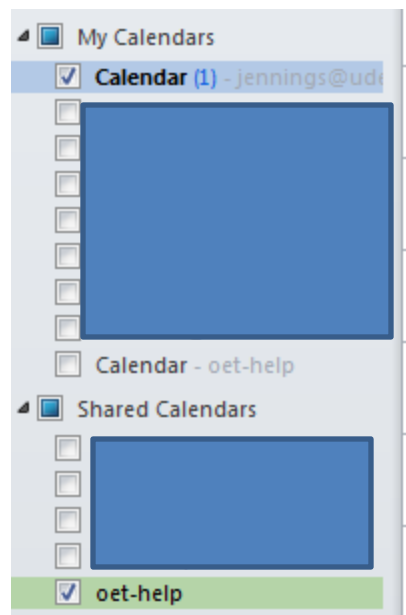 My Calendars
Calendar (1) - jennings@ude
Calendar - oet-help
Shared Calendars
oet-help